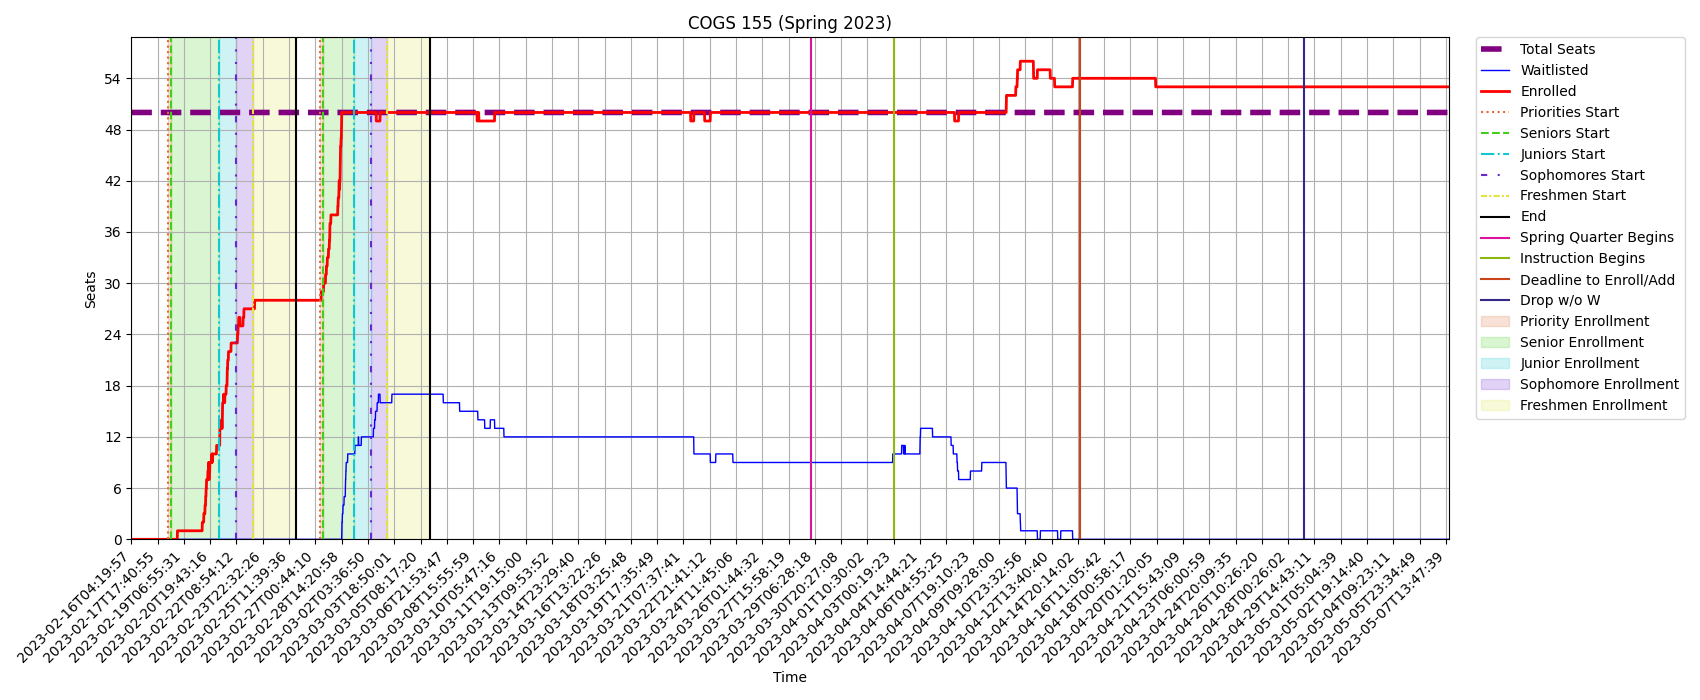 COGS 155 (Spring 2023)
Seats
54
48
42
36
30
24
18
12
6
0
2023-02-16T04:19:57
2023-02-17T17:40:55
2023-02-19T06:55:31
2023-02-20T19:43:16
2023-02-22T08:54:12
2023-02-23T22:32:26
2023-02-25T11:39:36
2023-02-27T00:44:10
2023-02-28T14:20:58
2023-03-02T03:36:50
2023-03-03T18:50:01
2023-03-05T08:17:20
2023-03-06T21:53:47
2023-03-08T15:55:59
2023-03-10T05:47:16
2023-03-11T19:15:00
2023-03-13T09:53:52
2023-03-14T23:29:40
2023-03-16T13:22:26
2023-03-18T03:25:48
2023-03-19T17:35:49
2023-03-21T07:37:41
2023-03-22T21:41:12
2023-03-24T11:45:06
2023-03-26T01:44:32
2023-03-27T15:58:19
2023-03-29T06:28:18
2023-03-30T20:27:08
2023-04-01T10:30:02
2023-04-03T00:19:23
2023-04-04T14:44:21
2023-04-06T04:55:25
2023-04-07T19:10:23
2023-04-09T09:28:00
2023-04-10T23:32:56
2023-04-12T13:40:40
2023-04-14T20:14:02
2023-04-16T11:05:42
2023-04-18T00:58:17
2023-04-20T01:20:05
2023-04-21T15:43:09
2023-04-23T06:00:59
2023-04-24T20:09:35
2023-04-26T10:26:20
2023-04-28T00:26:02
2023-04-29T14:43:11
2023-05-01T05:04:39
2023-05-02T19:14:40
2023-05-04T09:23:11
2023-05-05T23:34:49
2023-05-07T13:47:39
Time
Total Seats
Waitlisted
Enrolled
Priorities Start
Seniors Start
Juniors Start
Sophomores Start
Freshmen Start
End
Spring Quarter Begins
Instruction Begins
Deadline to Enroll/Add
Drop w/o W
Priority Enrollment
Senior Enrollment
Junior Enrollment
Sophomore Enrollment
Freshmen Enrollment